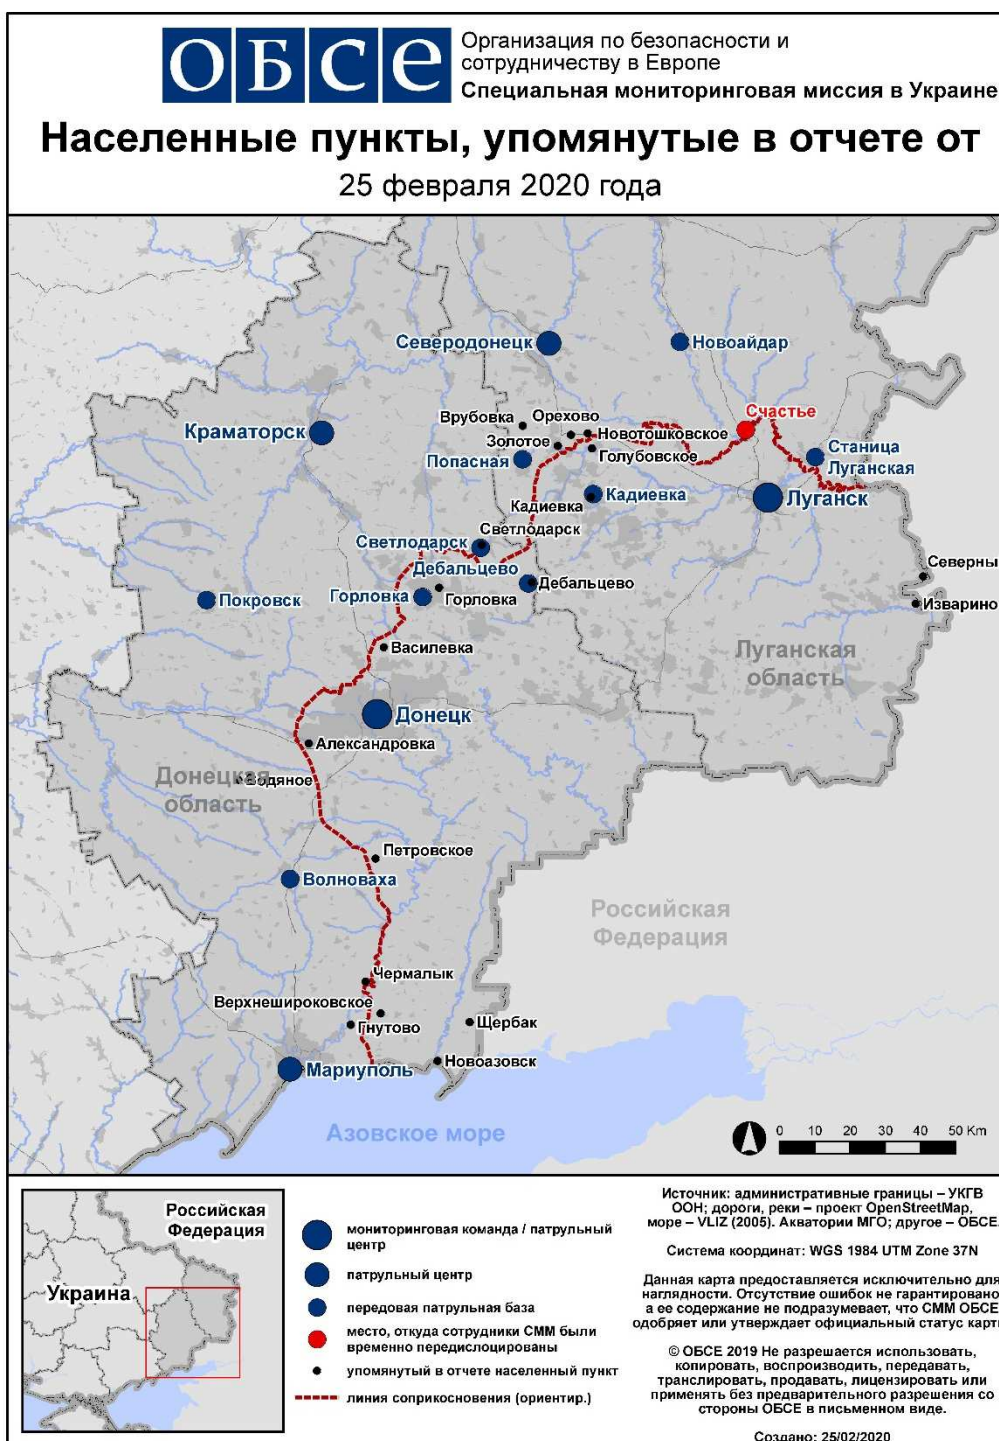 ОБСЕ
Организация по безопасности и
сотрудничеству в Европе
Специальная мониторинговая миссия в Украине
Населенные пункты, упомянутые в отчете от
25 февраля 2020 года
Северодонецк
Новоайдар
Врубовка
Орехово
Счастье
Краматорск
Золотое
Новотошковское
Попасная
Голубовское
Станица
Луганская
Кадиевка
Кадиевка
Луганск
Светлодарск
Светлодарск
Дебальцево
Дебальцево
Северны
Покровск
Горловка
Горловка
Изварино
Василевка
Луганская
область
Донецк
Александровка
Донецкая
область
Водяное
Петровское
Волноваха
Российская
Федерация
Чермалык
Верхнешироковское
Гнутово
Щербак
Новоазовск
Мариуполь
Азовское море
0 10 20 30 40 50 Km
Российская
Федерация
Украина
мониторинговая команда / патрульный
центр
патрульный центр
передовая патрульная база
место, откуда сотрудники СММ были
временно передислоцированы
упомянутый в отчете населенный пункт
линия соприкосновения (ориентир.)
Источник: административные границы – УКГВ
ООН; дороги, реки – проект OpenStreetMap,
море – VLIZ (2005). Акватории МГО; другое – ОБСЕ.
Система координат: WGS 1984 UTM Zone 37N
Данная карта предоставляется исключительно для
наглядности. Отсутствие ошибок не гарантировано
а ее содержание не подразумевает, что СММ ОБСЕ
одобряет или утверждает официальный статус карт
© ОБСЕ 2019 Не разрешается использовать,
копировать, воспроизводить, передавать,
транслировать, продавать, лицензировать или
применять без предварительного разрешения со
стороны ОБСЕ в письменном виде.
Создано: 25/02/2020